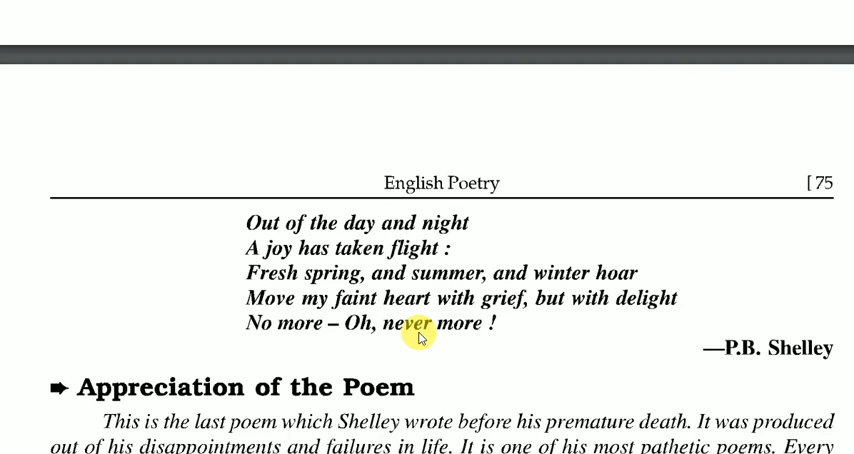 English Poetry [ 75
Out of the day and night
A joy has taken flight :
Fresh spring, and summer, and winter hoar
Move my faint heart with grief, but with delight
No more – Oh, never more !
—P.B. Shelley
➨ Appreciation of the Poem
This is the last poem which Shelley wrote before his premature death. It was produced
out of his disappointments and failures in life. It is one of his most pathetic poems. Every